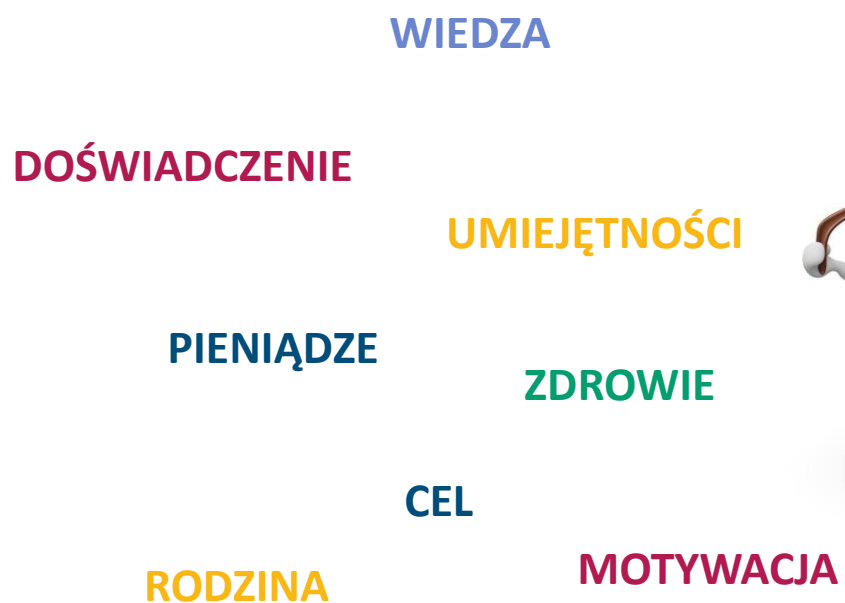 WIEDZA
DOŚWIADCZENIE
UMIEJĘTNOŚCI
PIENIĄDZE
ZDROWIE
CEL
MOTYWACJA
RODZINA